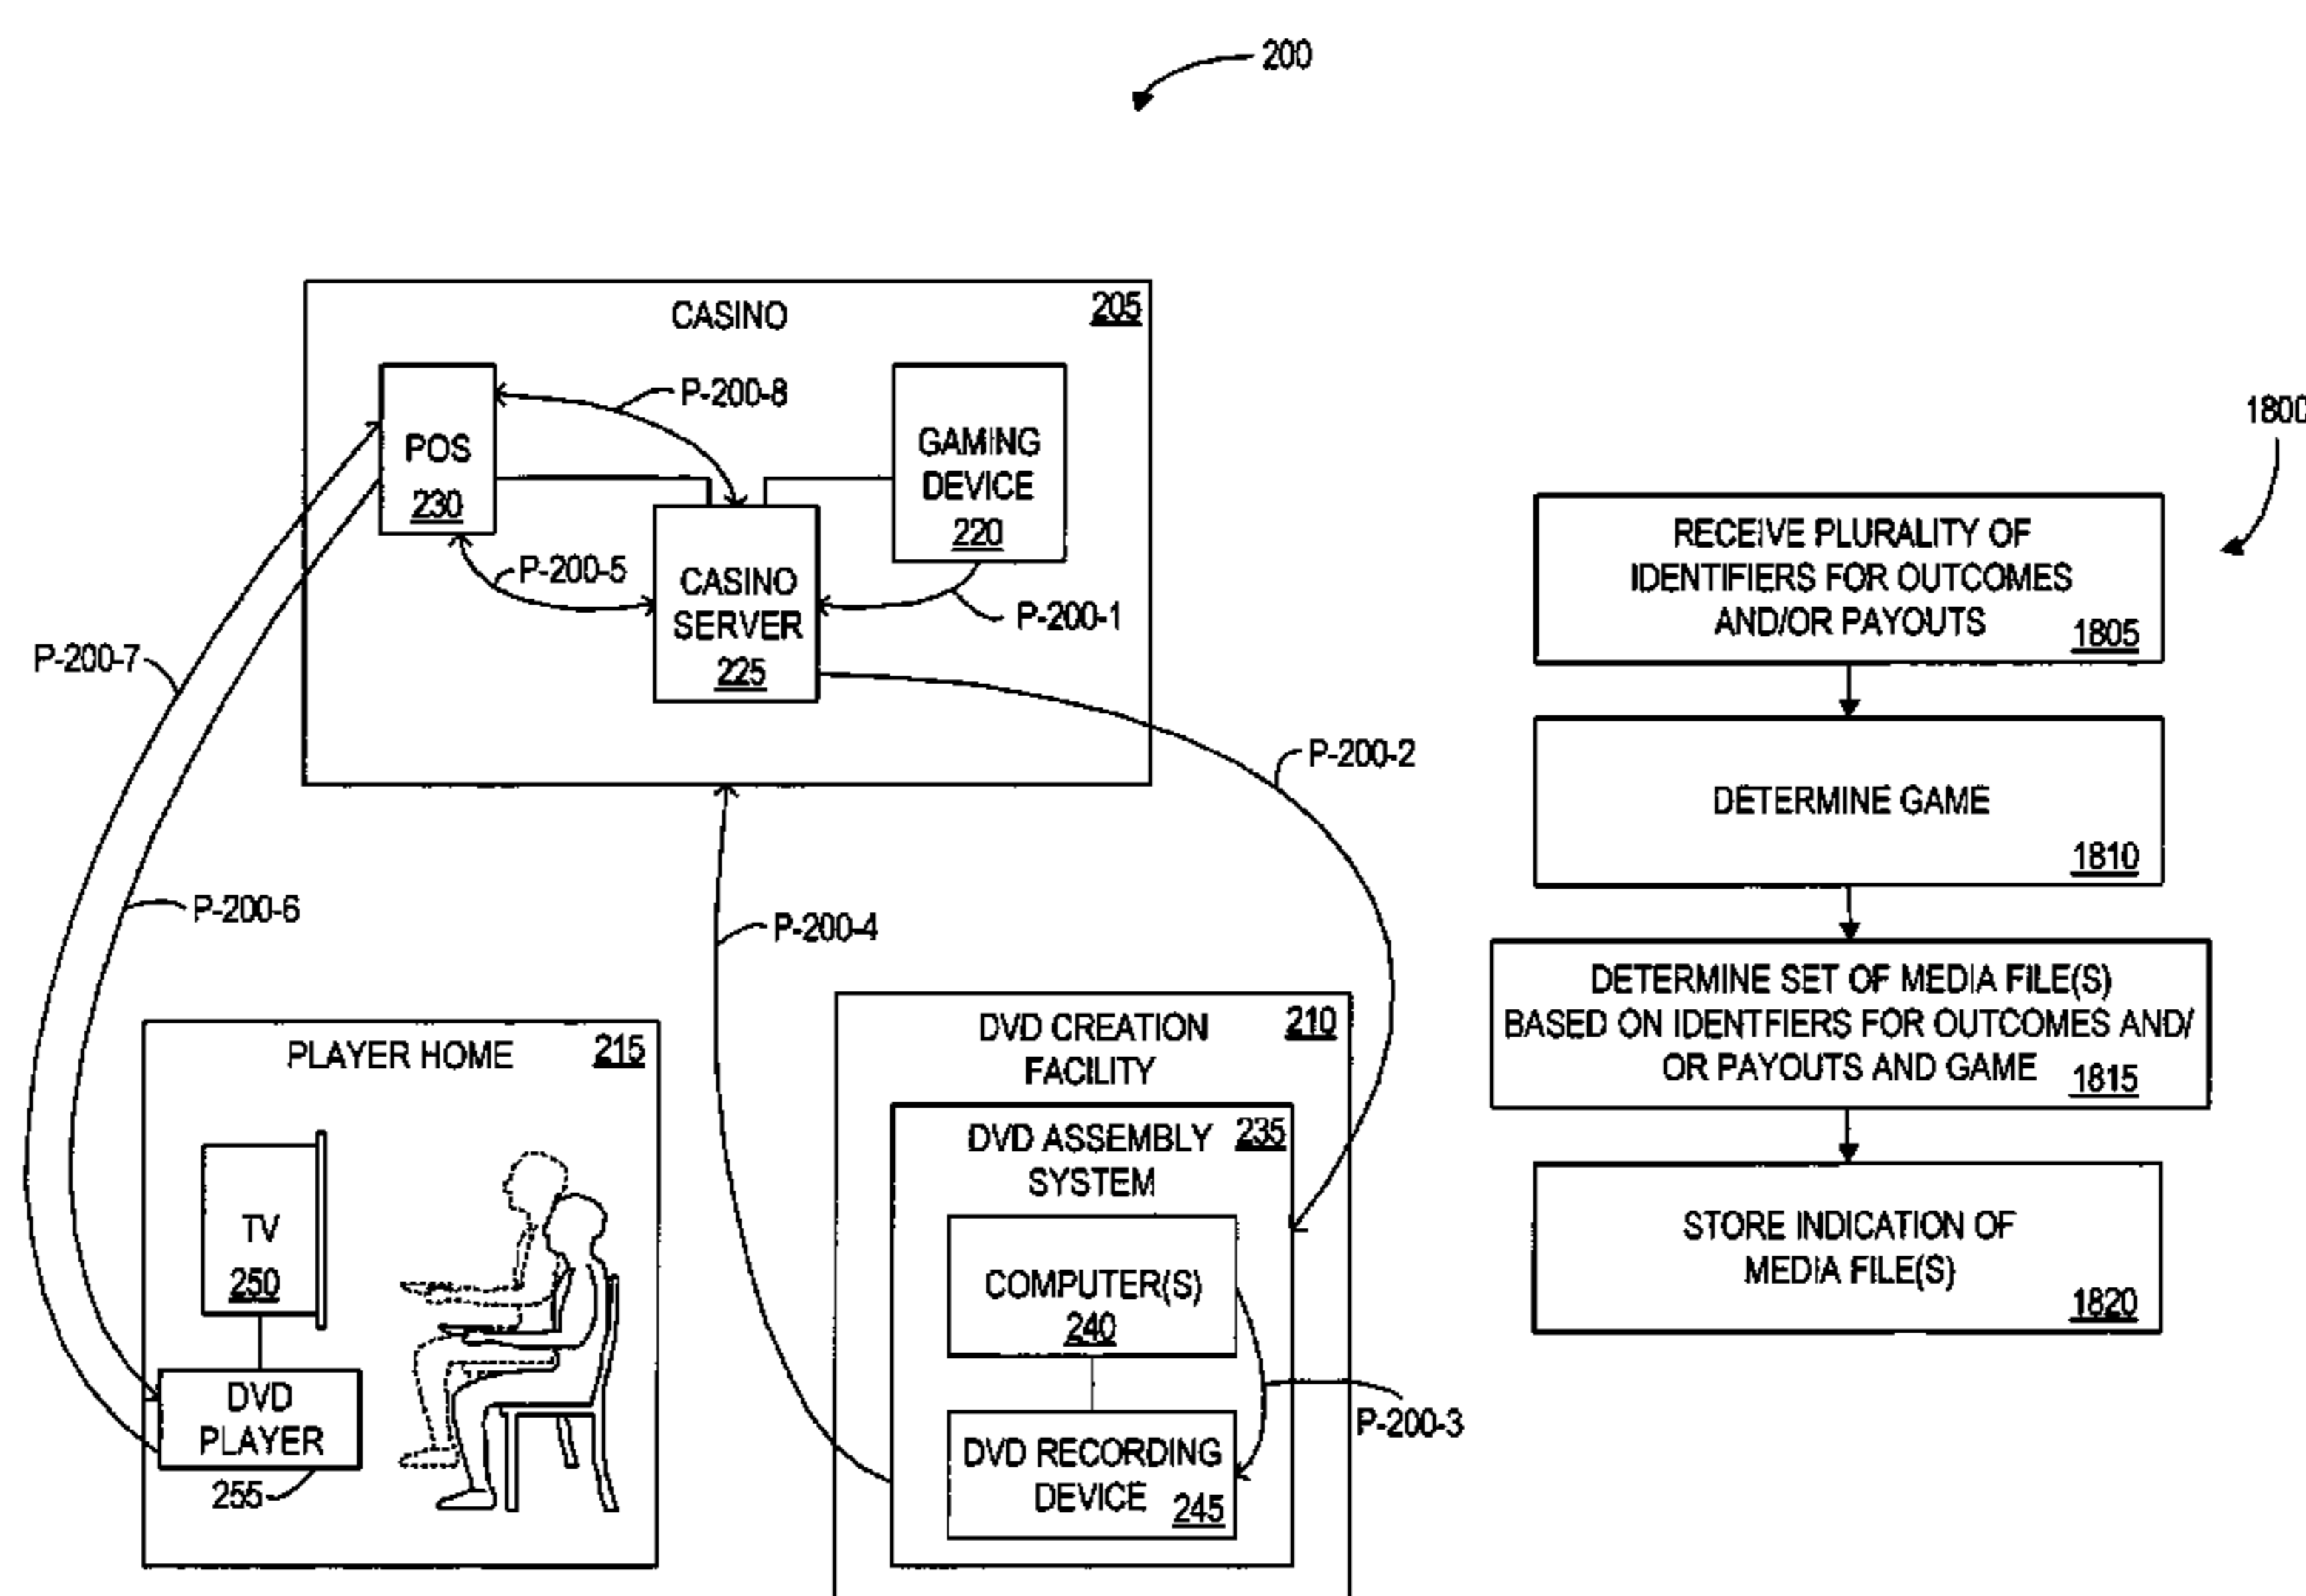 200
CASINO
205
POS
230
P-200-8
GAMING
DEVICE
220
P-200-5
CASINO
SERVER
225
P-200-1
P-200-7
P-200-2
P-200-6
P-200-4
PLAYER HOME
215
TV
250
DVD
PLAYER
255
DVD CREATION
FACILITY
210
DVD ASSEMBLY
SYSTEM
235
COMPUTER(S)
240
P-200-3
DVD RECORDING
DEVICE
245
1800
RECEIVE PLURALITY OF
IDENTIFIERS FOR OUTCOMES
AND/OR PAYOUTS
1805
DETERMINE GAME
1810
DETERMINE SET OF MEDIA FILE(S)
BASED ON IDENTFIERS FOR OUTCOMES AND/
OR PAYOUTS AND GAME
1815
STORE INDICATION OF
MEDIA FILE(S)
1820